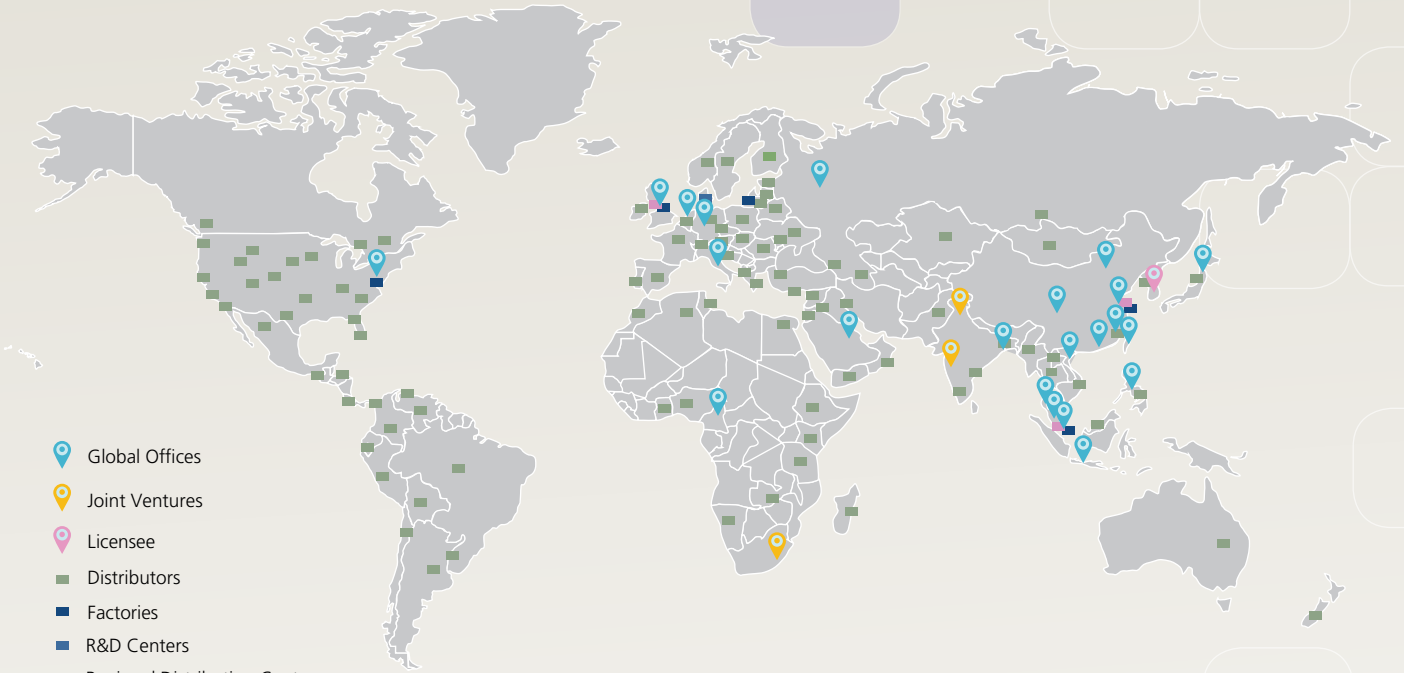 Global Offices
Joint Ventures
Licensee
Distributors
Factories
R&D Centers